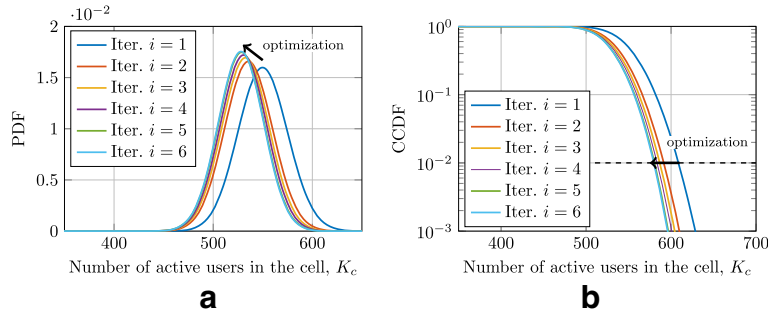 ·10⁻²
2
1.5
1
0.5
0
PDF
Iter. i = 1
Iter. i = 2
Iter. i = 3
Iter. i = 4
Iter. i = 5
Iter. i = 6
optimization
400
500
600
Number of active users in the cell, K_c
a
10⁰
10⁻¹
10⁻²
10⁻³
CCDF
Iter. i = 1
Iter. i = 2
Iter. i = 3
Iter. i = 4
Iter. i = 5
Iter. i = 6
optimization
400
500
600
700
Number of active users in the cell, K_c
b